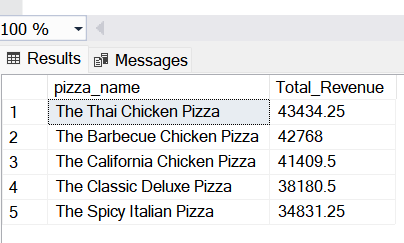 100 %
Results Messages
pizza_name Total_Revenue
1 The Thai Chicken Pizza 43434.25
2 The Barbecue Chicken Pizza 42768
3 The California Chicken Pizza 41409.5
4 The Classic Deluxe Pizza 38180.5
5 The Spicy Italian Pizza 34831.25